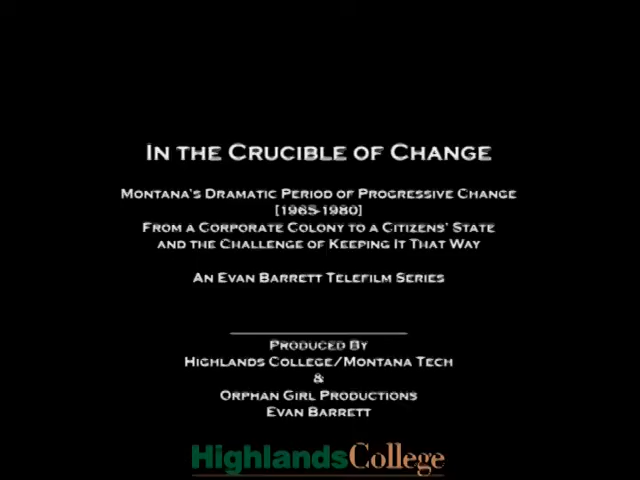 In the Crucible of Change
Montana's Dramatic Period of Progressive Change
[1965-1980]
From a Corporate Colony to a Citizens' State
and the Challenge of Keeping It That Way
An Evan Barrett Telefilm Series
Produced By
Highlands College/Montana Tech
&
Orphan Girl Productions
Evan Barrett
HighlandsCollege